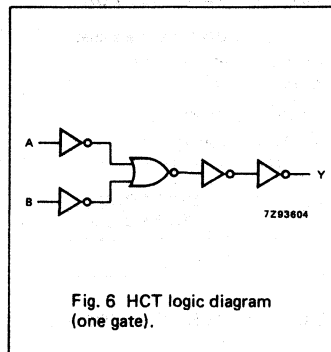 A
B
Y
7Z93604
Fig. 6 HCT logic diagram
(one gate).